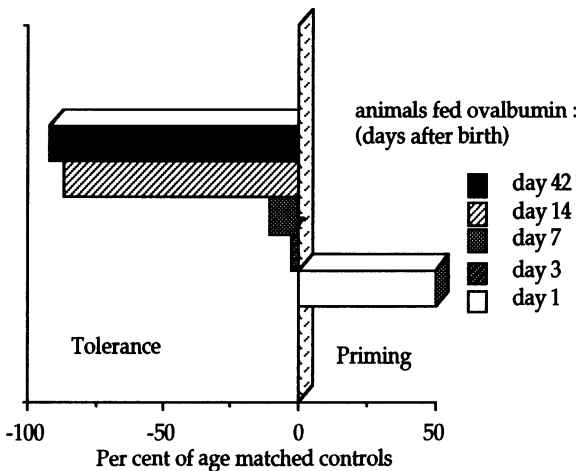 animals fed ovalbumin :
(days after birth)
day 42
day 14
day 7
day 3
day 1
Tolerance
Priming
-100
-50
0
50
Per cent of age matched controls